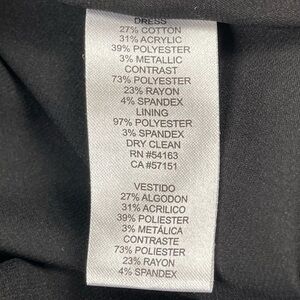 DRESS
27% COTTON
31% ACRYLIC
39% POLYESTER
3% METALLIC
CONTRAST
73% POLYESTER
23% RAYON
4% SPANDEX
LINING
97% POLYESTER
3% SPANDEX
DRY CLEAN
RN #54163
CA #57151
VESTIDO
27% ALGODON
31% ACRILICO
39% POLIESTER
3% METÁLICA
CONTRASTE
73% POLIESTER
23% RAYON
4% SPANDEX